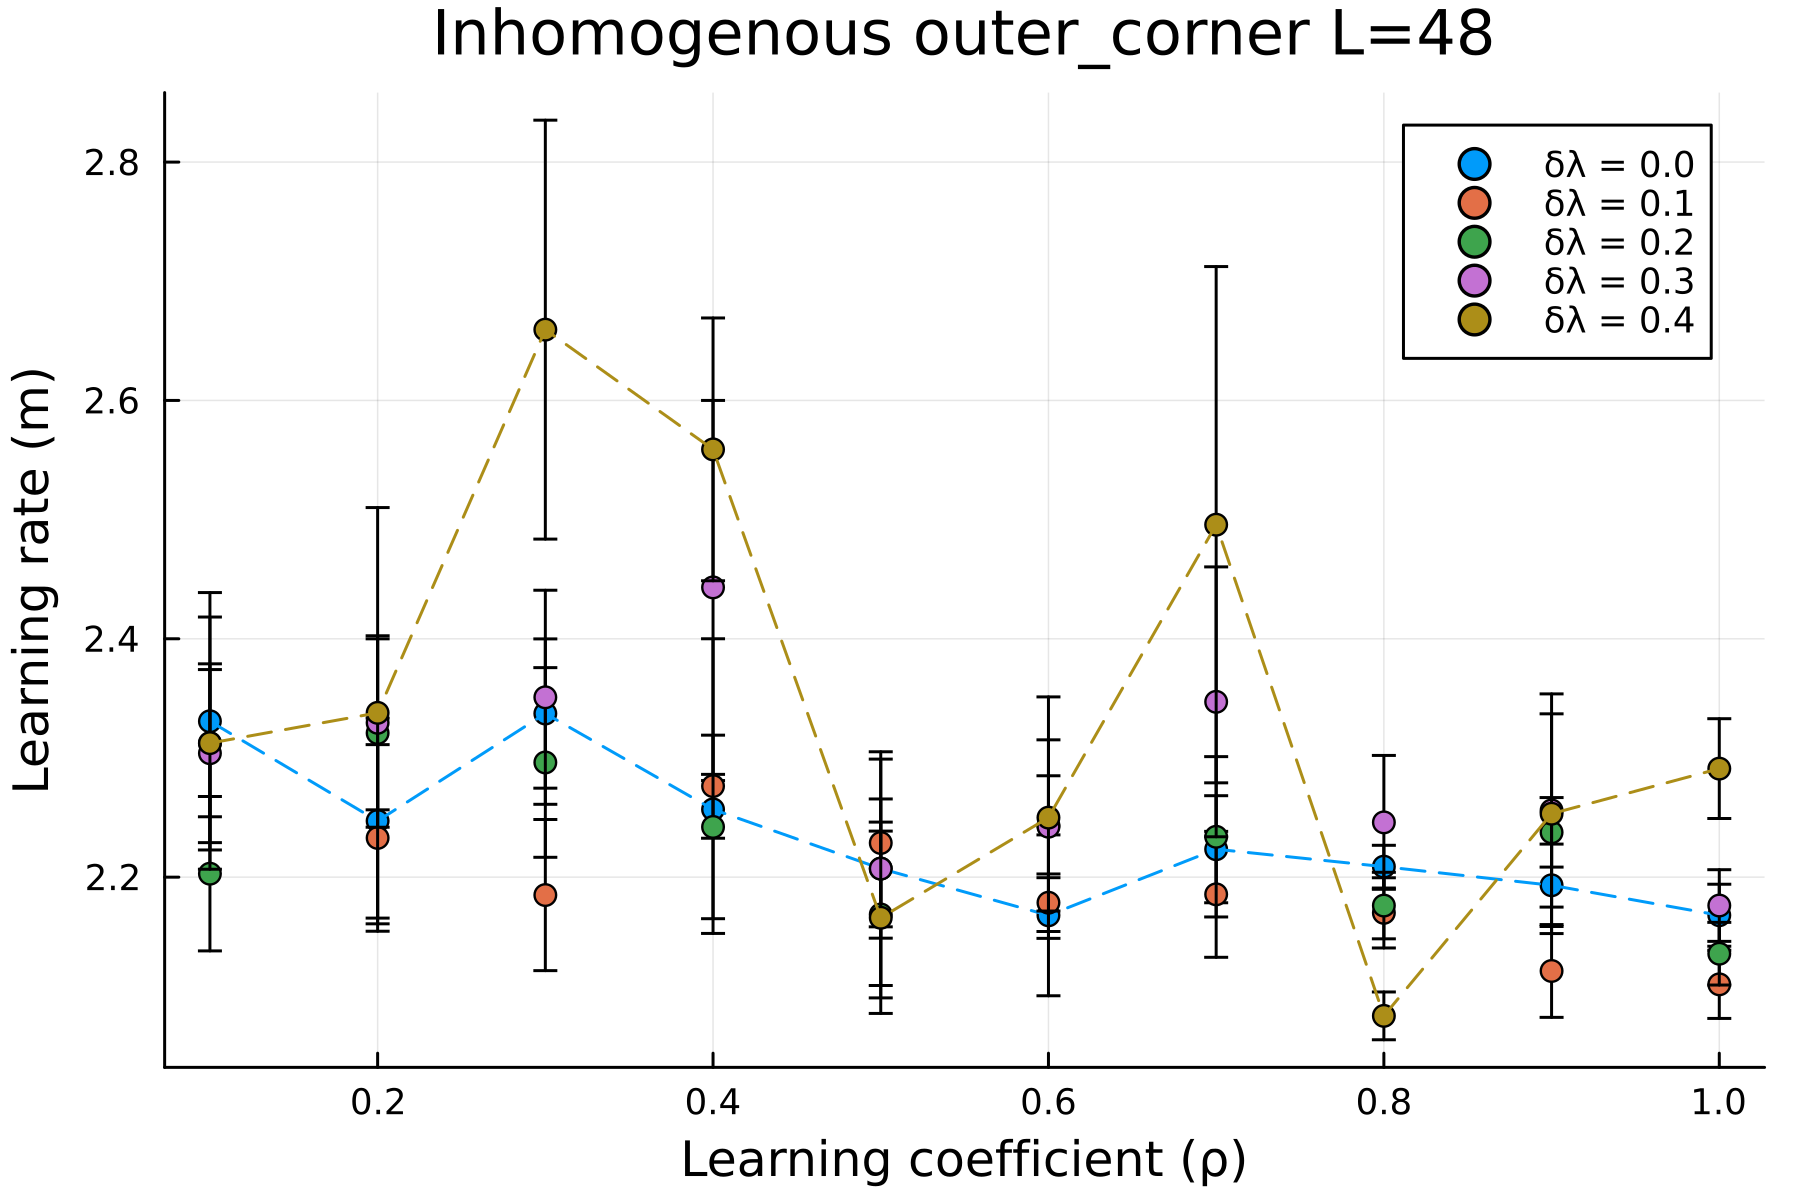 Inhomogenous outer_corner L=48
Learning rate (m)
2.8
2.6
2.4
2.2
δλ = 0.0
δλ = 0.1
δλ = 0.2
δλ = 0.3
δλ = 0.4
0.2 0.4 0.6 0.8 1.0
Learning coefficient (ρ)